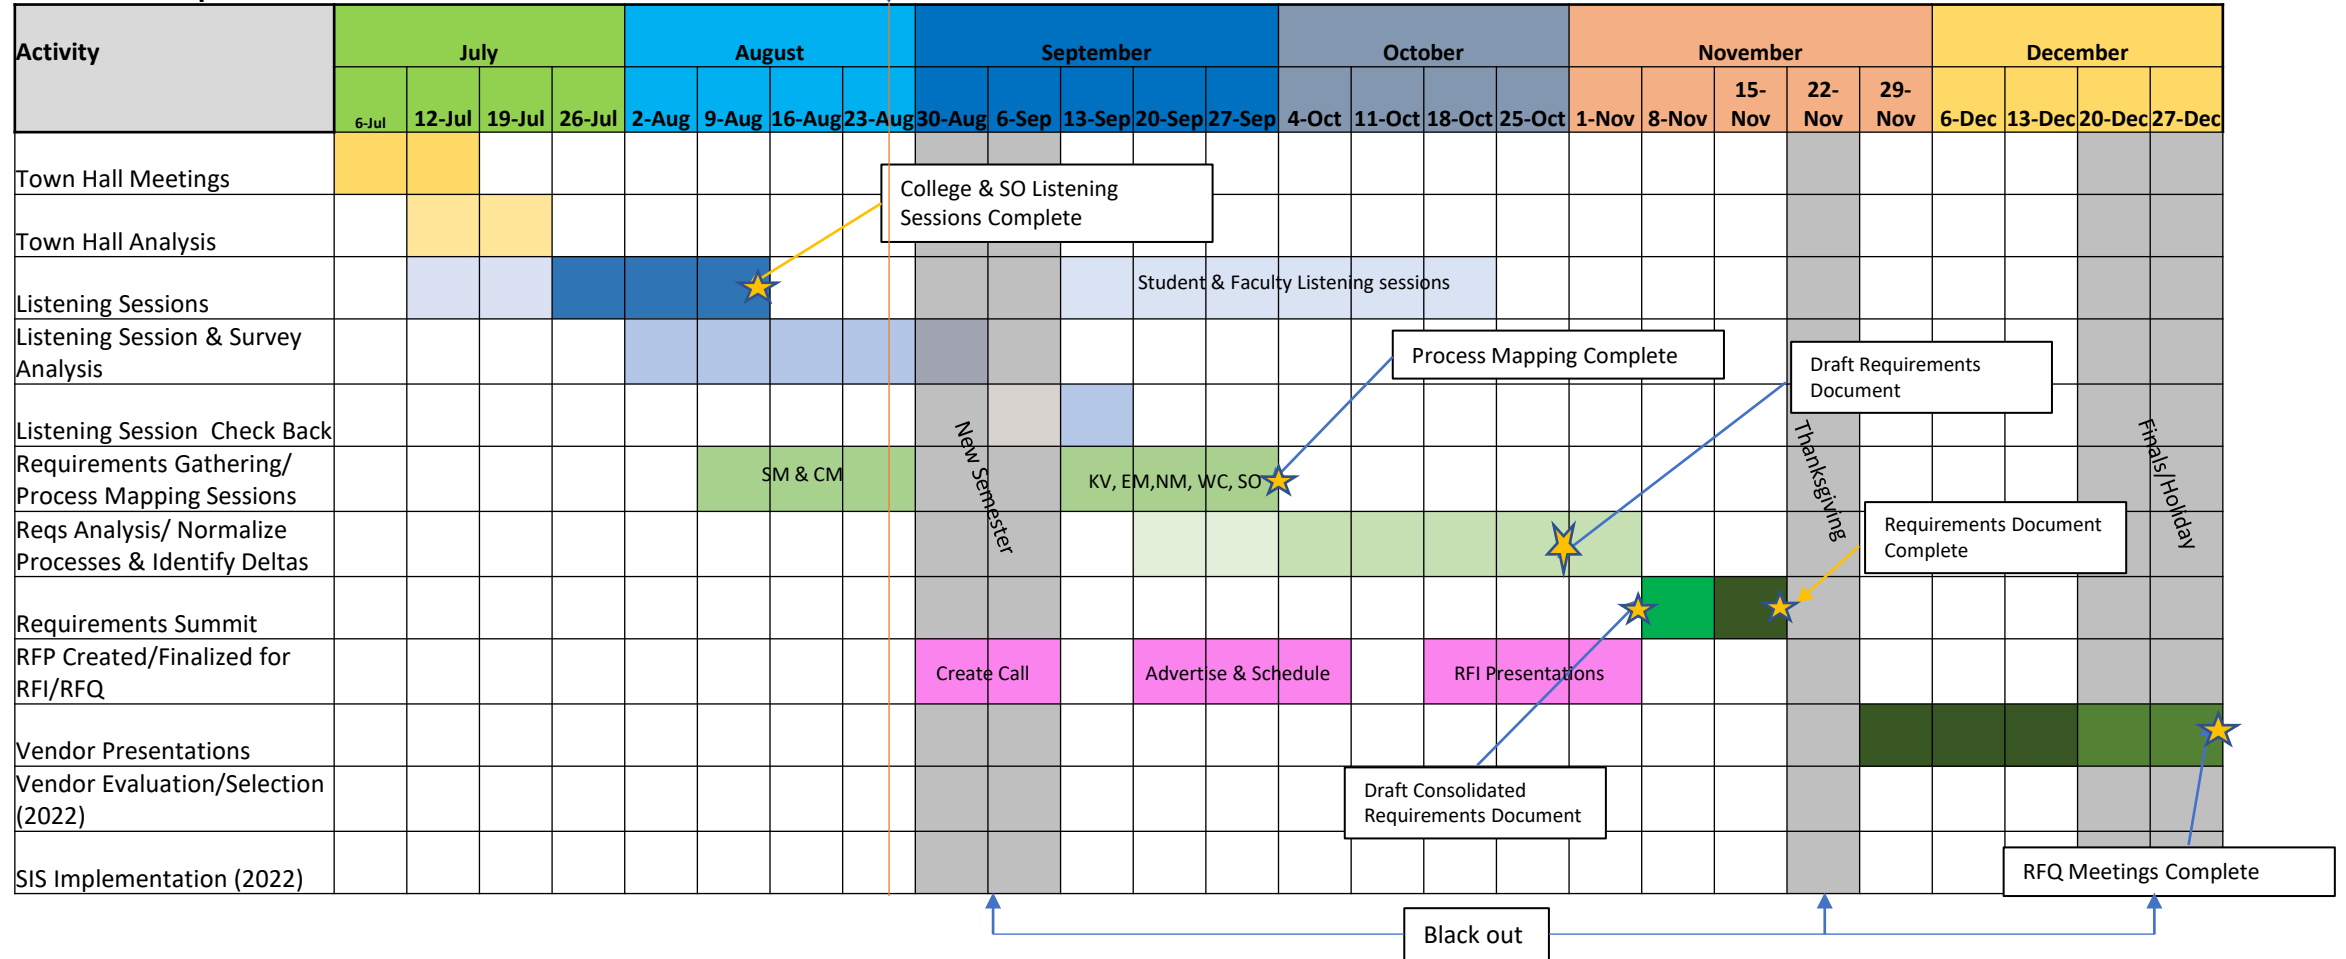 Activity
July
August
September
October
November
December
6-Jul
12-Jul
19-Jul
26-Jul
2-Aug
9-Aug
16-Aug
23-Aug
30-Aug
6-Sep
13-Sep
20-Sep
27-Sep
4-Oct
11-Oct
18-Oct
25-Oct
1-Nov
8-Nov
15-
Nov
22-
Nov
29-
Nov
6-Dec
13-Dec
20-Dec
27-Dec
Town Hall Meetings
College & SO Listening
Sessions Complete
Town Hall Analysis
Listening Sessions
Student & Faculty Listening sessions
Listening Session & Survey
Analysis
Process Mapping Complete
Draft Requirements
Document
Listening Session  Check Back
New Semester
Thanksgiving
Finals/Holiday
Requirements Gathering/
Process Mapping Sessions
SM & CM
KV, EM,NM, WC, SO
Reqs Analysis/ Normalize
Processes & Identify Deltas
Requirements Document
Complete
Requirements Summit
RFP Created/Finalized for
RFI/RFQ
Create Call
Advertise & Schedule
RFI Presentations
Vendor Presentations
Vendor Evaluation/Selection
(2022)
Draft Consolidated
Requirements Document
SIS Implementation (2022)
RFQ Meetings Complete
Black out